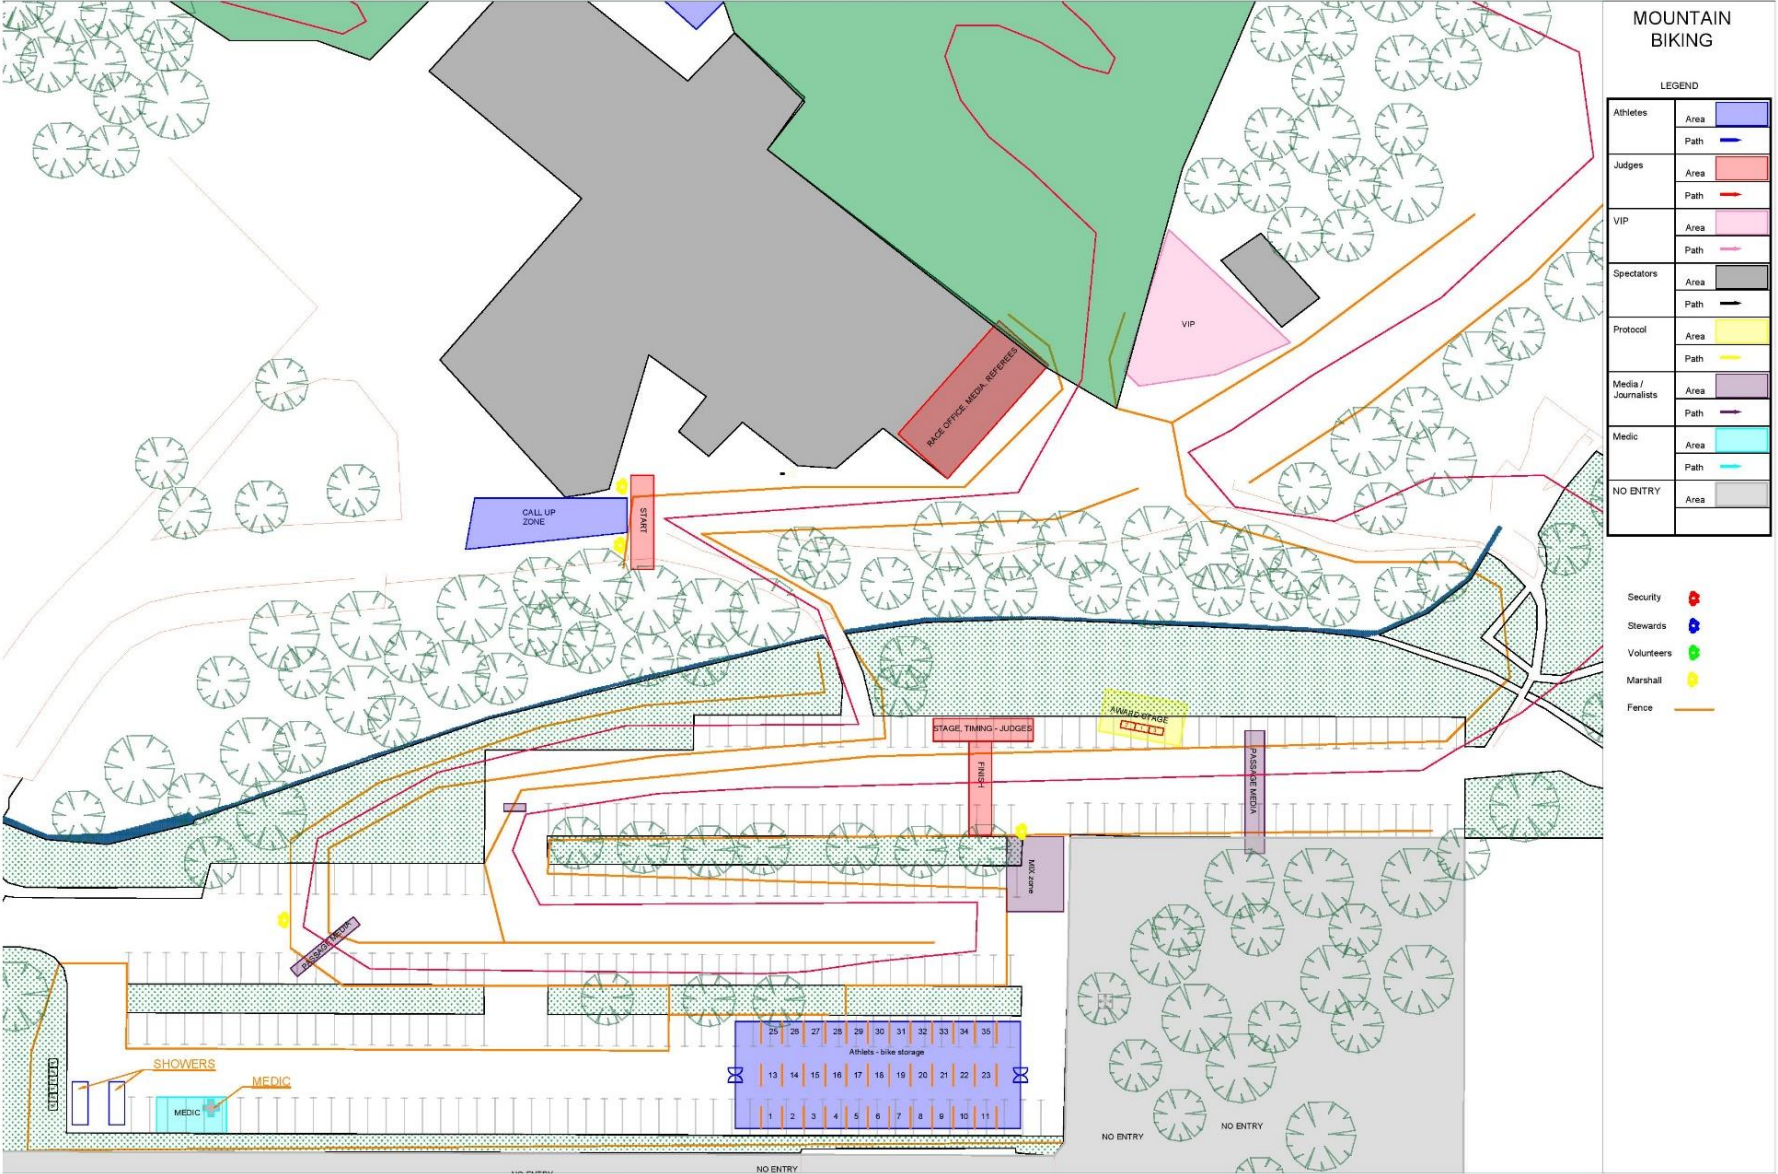 MOUNTAIN
BIKING
LEGEND
Athletes
Area
Path
Judges
Area
Path
VIP
Area
Path
Spectators
Area
Path
Protocol
Area
Path
Media /
Journalists
Area
Path
Medic
Area
Path
NO ENTRY
Area
Security
Stewards
Volunteers
Marshall
Fence
VIP
RACE OFFICE, MEDIA, REFEREES
CALL UP
ZONE
START
AWARD STAGE
STAGE, TIMING - JUDGES
FINISH
PASSAGE MEDIA
MIX zone
PASSAGE MEDIA
25 26 27 28 29 30 31 32 33 34 35
Athlets - bike storage
13 14 15 16 17 18 19 20 21 22 23
1 2 3 4 5 6 7 8 9 10 11
SHOWERS
MEDIC
MEDIC
NO ENTRY
NO ENTRY
NO ENTRY
NO ENTRY